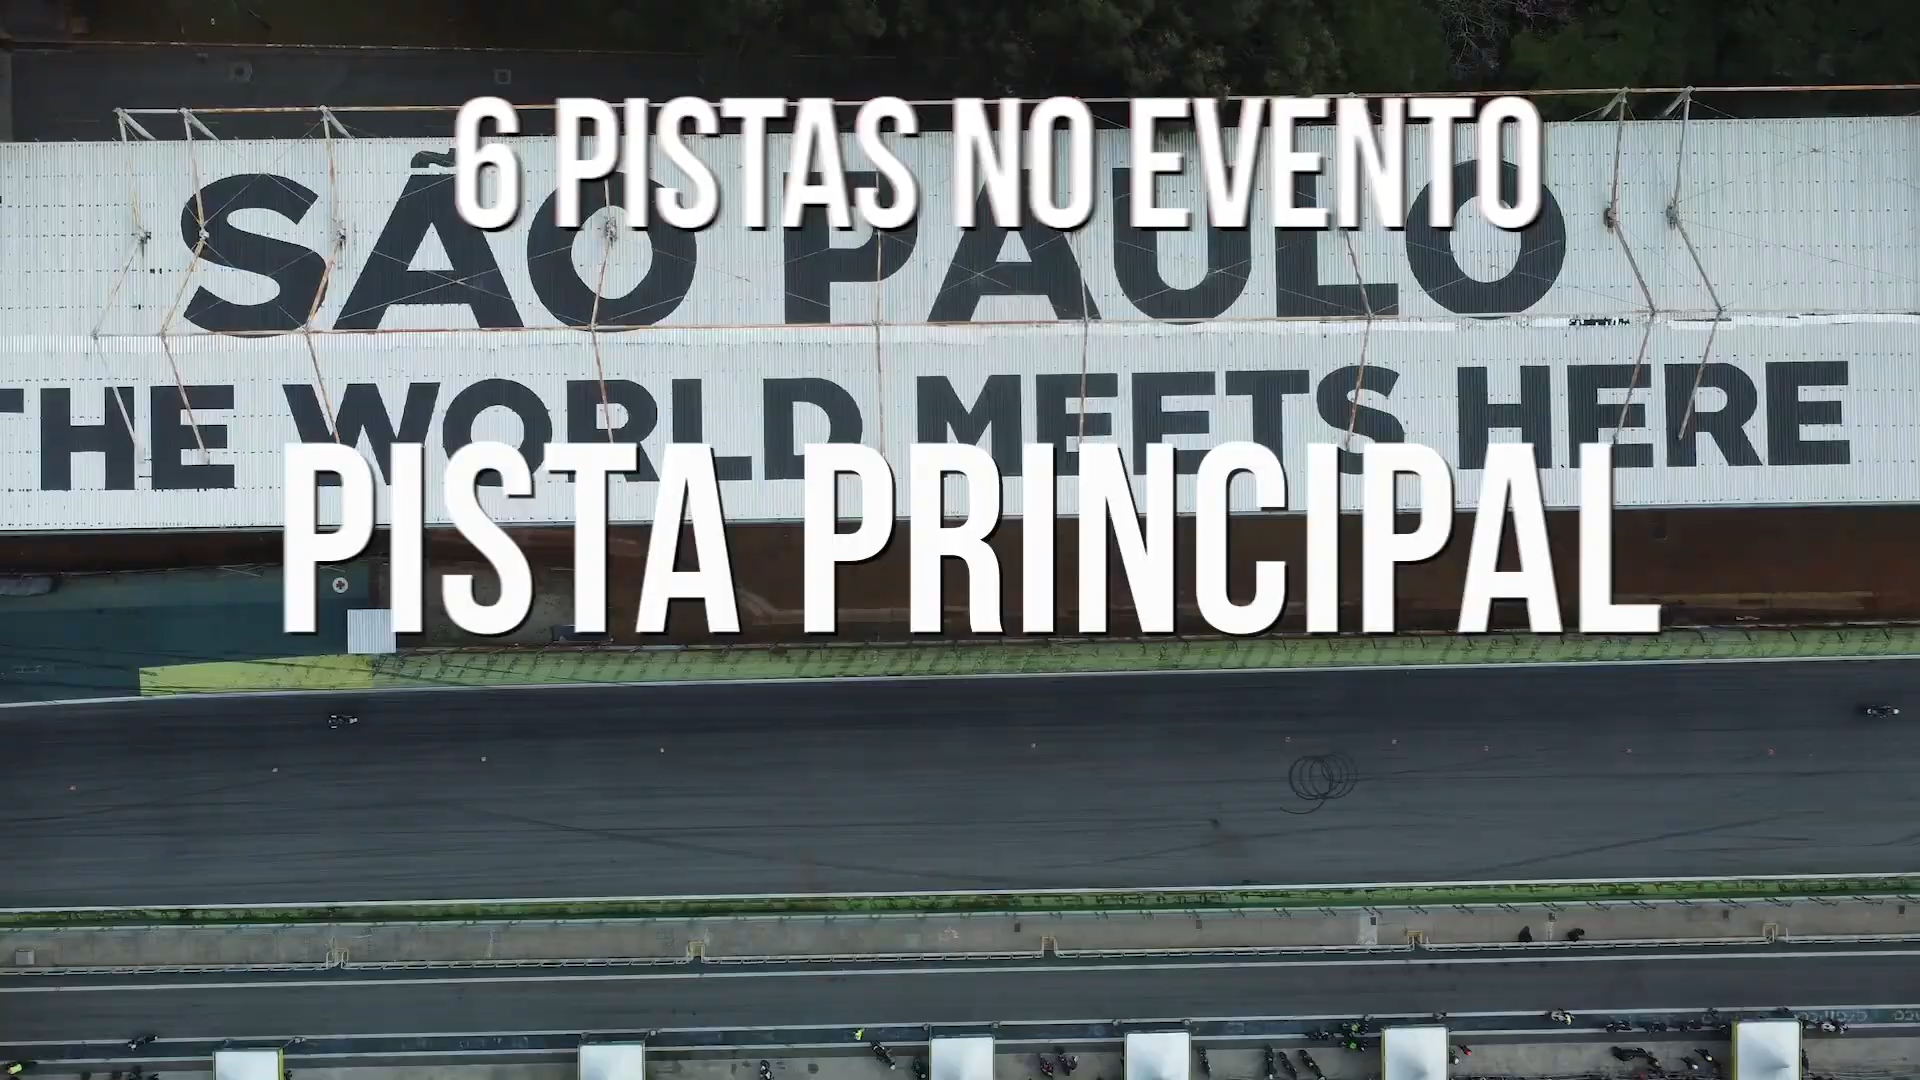 6 PISTAS NO EVENTO
SÃO PAULO
THE WORLD MEETS HERE
PISTA PRINCIPAL